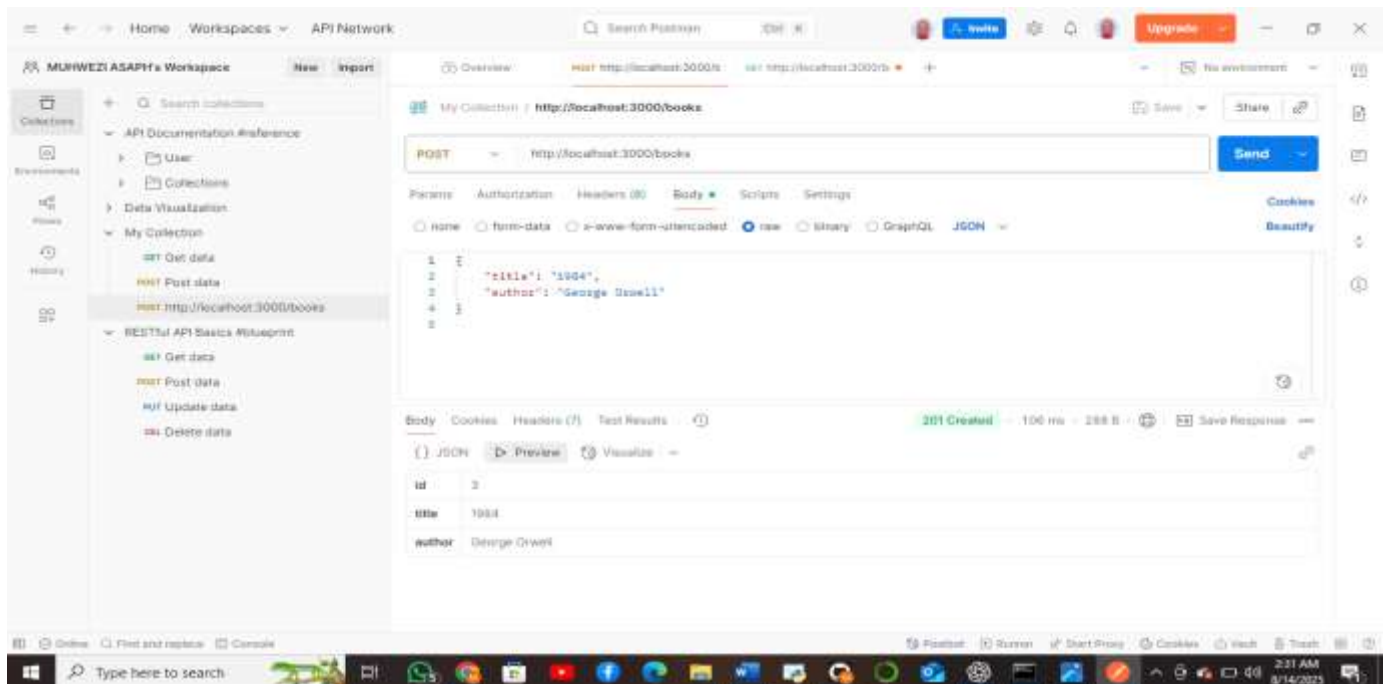 Home Workspaces API Network Search Postman Ctrl K Invite Upgrade
MUHWEZI ASAPH's Workspace New Import Overview POST http://localhost:3000/b GET http://localhost:3000/b No environment
Collections Search collections My Collection / http://localhost:3000/books Save Share
API Documentation #reference
User
Collections
Data Visualization
My Collection
GET Get data
POST Post data
POST http://localhost:3000/books
RESTful API Basics #blueprint
GET Get data
POST Post data
PUT Update data
DEL Delete data
Environments
Flows
History
POST http://localhost:3000/books Send
Params Authorization Headers (8) Body Scripts Settings Cookies
none form-data x-www-form-urlencoded raw binary GraphQL JSON Beautify
1 {
2 "title": "1984",
3 "author": "George Orwell"
4 }
5
Body Cookies Headers (7) Test Results 201 Created 106 ms 288 B Save Response
{} JSON Preview Visualize
id 3
title 1984
author George Orwell
Online Find and replace Console Postbot Runner Start Proxy Cookies Vault Trash
Type here to search 2:31 AM
8/14/2025